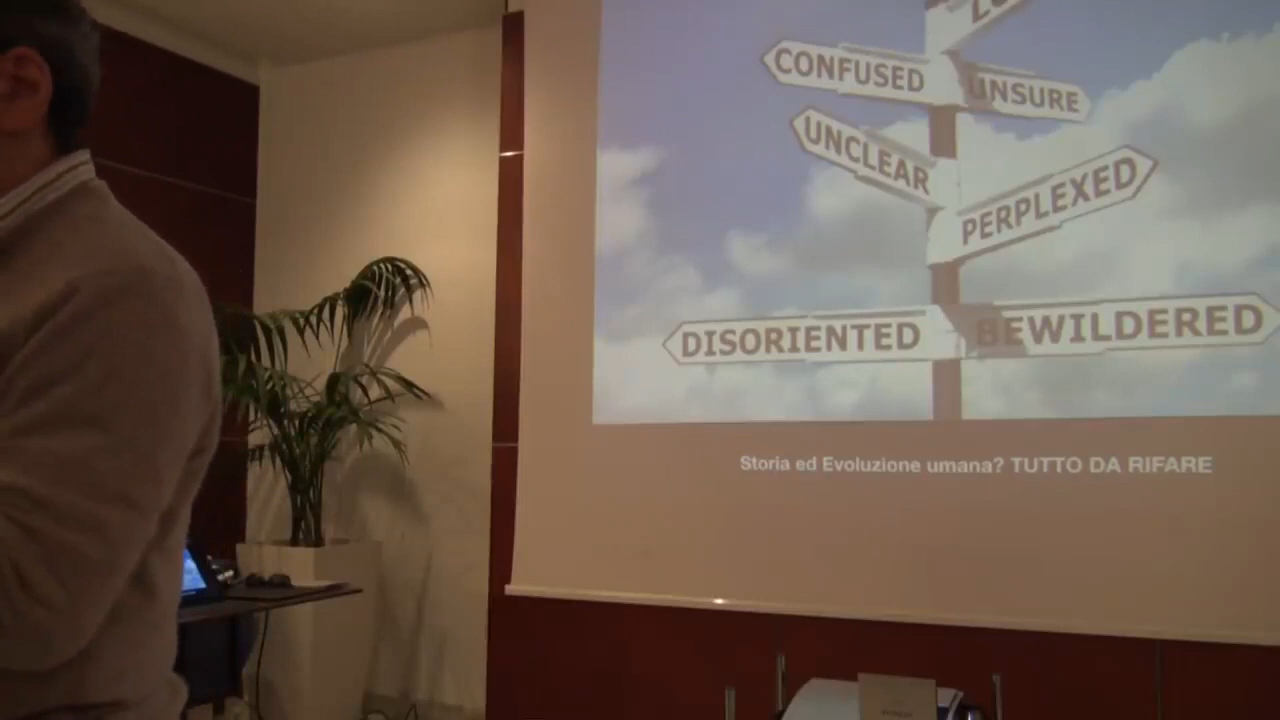 CONFUSED
UNSURE
UNCLEAR
PERPLEXED
DISORIENTED
BEWILDERED
Storia ed Evoluzione umana? TUTTO DA RIFARE